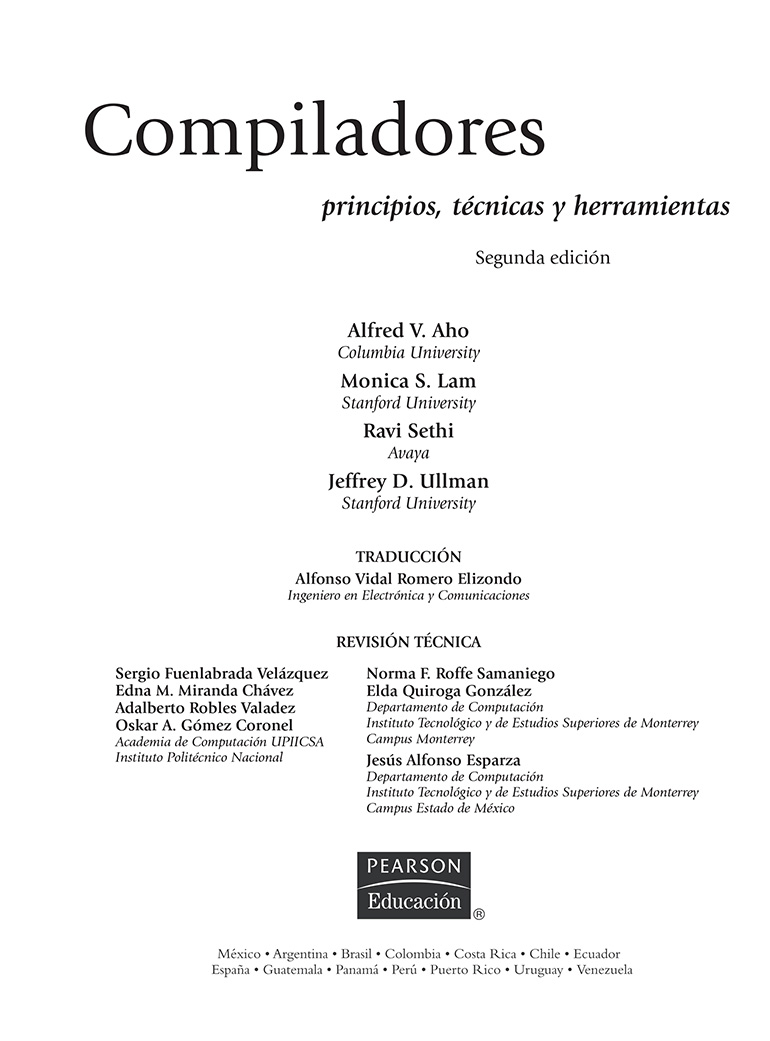 Compiladores
principios, técnicas y herramientas
Segunda edición
Alfred V. Aho
Columbia University
Monica S. Lam
Stanford University
Ravi Sethi
Avaya
Jeffrey D. Ullman
Stanford University
TRADUCCIÓN
Alfonso Vidal Romero Elizondo
Ingeniero en Electrónica y Comunicaciones
REVISIÓN TÉCNICA
Sergio Fuenlabrada Velázquez
Edna M. Miranda Chávez
Adalberto Robles Valadez
Oskar A. Gómez Coronel
Academia de Computación UPIICSA
Instituto Politécnico Nacional
Norma F. Roffe Samaniego
Elda Quiroga González
Departamento de Computación
Instituto Tecnológico y de Estudios Superiores de Monterrey
Campus Monterrey
Jesús Alfonso Esparza
Departamento de Computación
Instituto Tecnológico y de Estudios Superiores de Monterrey
Campus Estado de México
PEARSON
Educación
®
México • Argentina • Brasil • Colombia • Costa Rica • Chile • Ecuador
España • Guatemala • Panamá • Perú • Puerto Rico • Uruguay • Venezuela